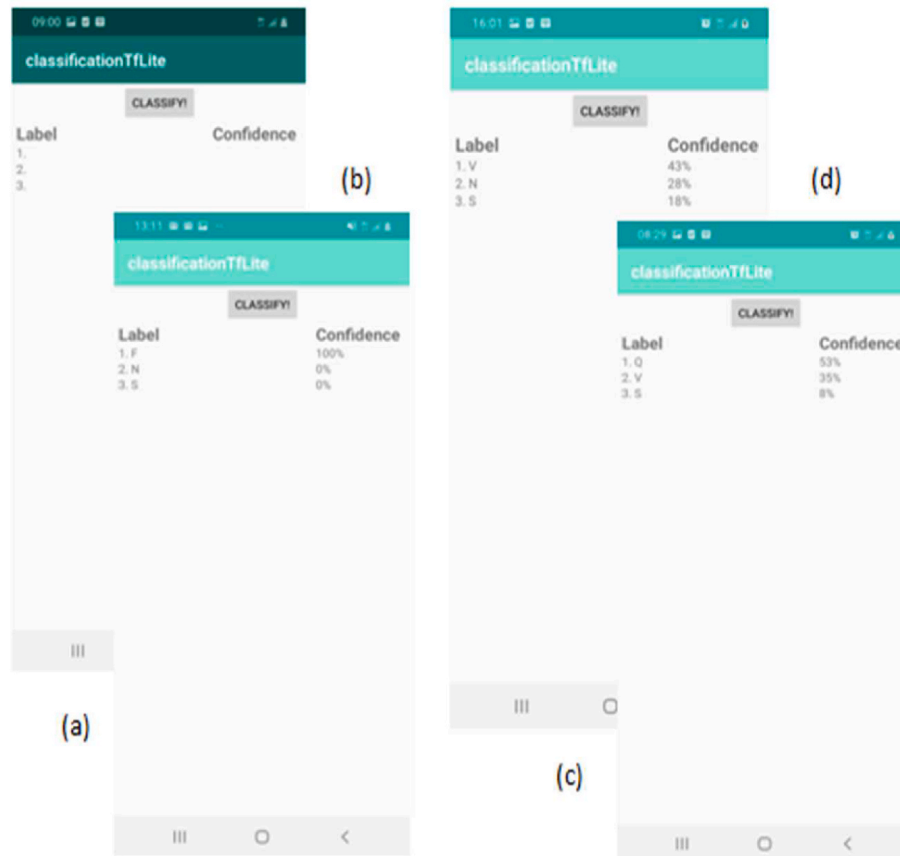 09:00
classificationTfLite
CLASSIFY!
Label Confidence
1.
2.
3.
(a)
(b)
13:11
classificationTfLite
CLASSIFY!
Label Confidence
1. F 100%
2. N 0%
3. S 0%
16:01
classificationTfLite
CLASSIFY!
Label Confidence
1. V 43%
2. N 28%
3. S 18%
(c)
(d)
08:29
classificationTfLite
CLASSIFY!
Label Confidence
1. Q 53%
2. V 35%
3. S 8%